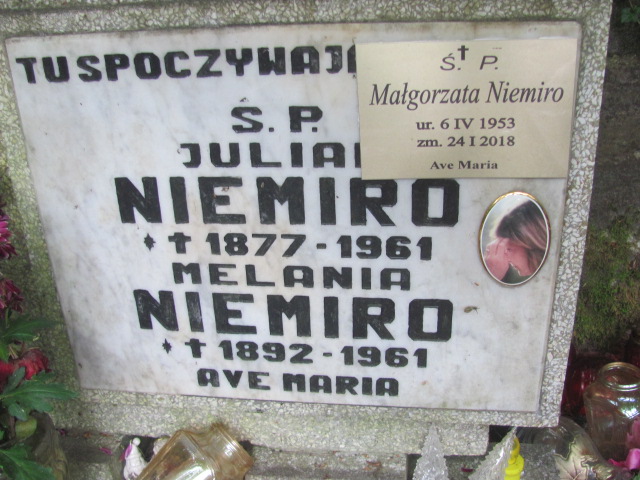 TU SPOCZYWAJĄ
Ś.P.
JULIAN
NIEMIRO
* † 1877 - 1961
MELANIA
NIEMIRO
* † 1892 - 1961
AVE MARIA
Ś. † P.
Małgorzata Niemiro
ur. 6 IV 1953
zm. 24 I 2018
Ave Maria